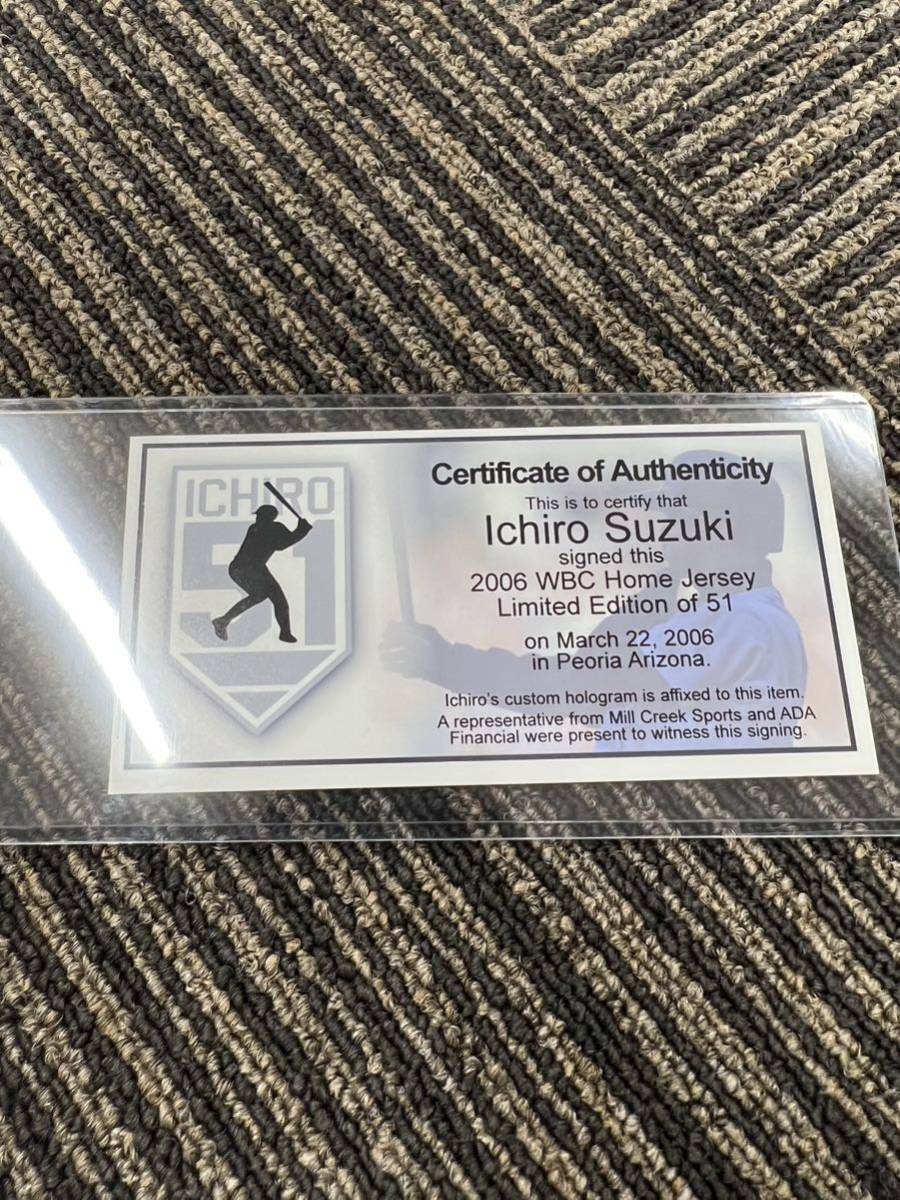 ICHIRO
51
Certificate of Authenticity
This is to certify that
Ichiro Suzuki
signed this
2006 WBC Home Jersey
Limited Edition of 51
on March 22, 2006
in Peoria Arizona.
Ichiro's custom hologram is affixed to this item.
A representative from Mill Creek Sports and ADA
Financial were present to witness this signing.